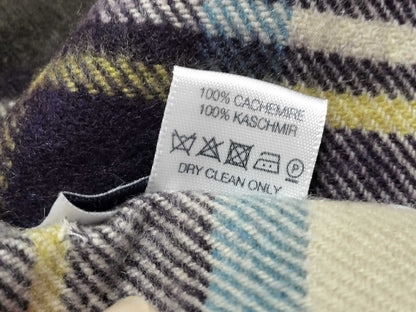 100% CACHEMIRE
100% KASCHMIR
P
DRY CLEAN ONLY